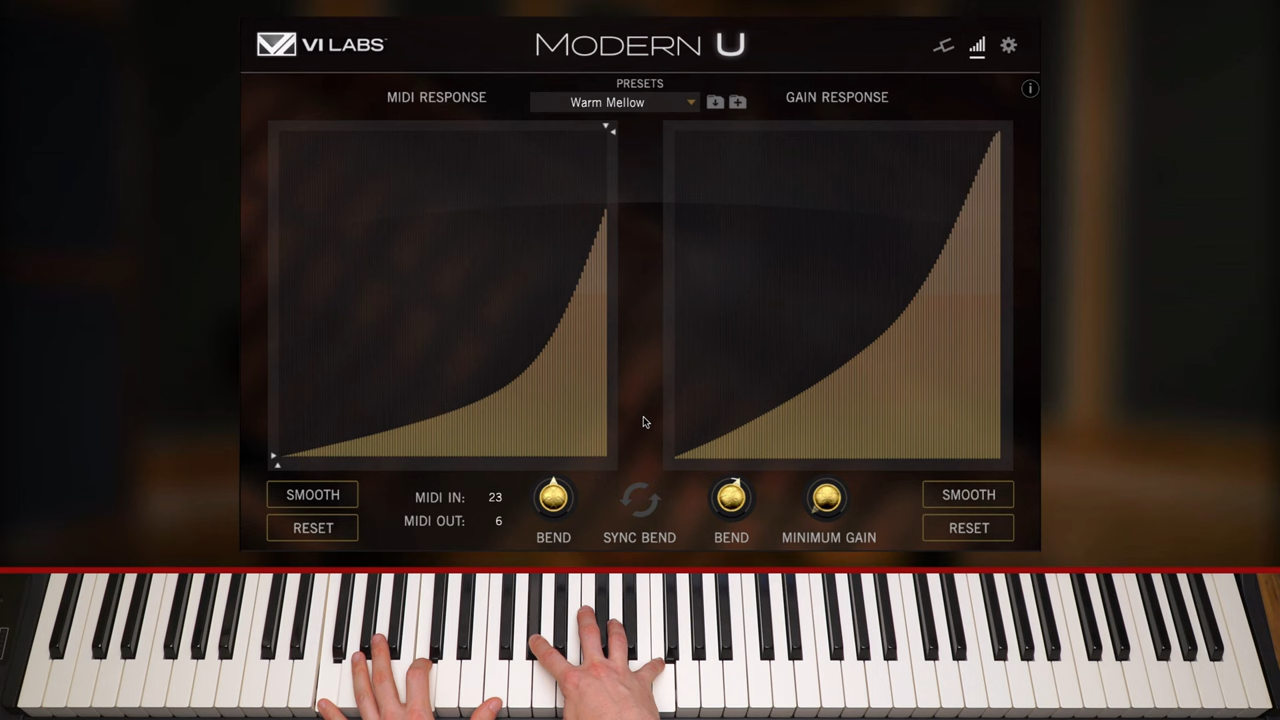 VI LABS
MODERN U
PRESETS
MIDI RESPONSE
Warm Mellow
GAIN RESPONSE
i
SMOOTH
RESET
MIDI IN: 23
MIDI OUT: 6
BEND
SYNC BEND
BEND
MINIMUM GAIN
SMOOTH
RESET